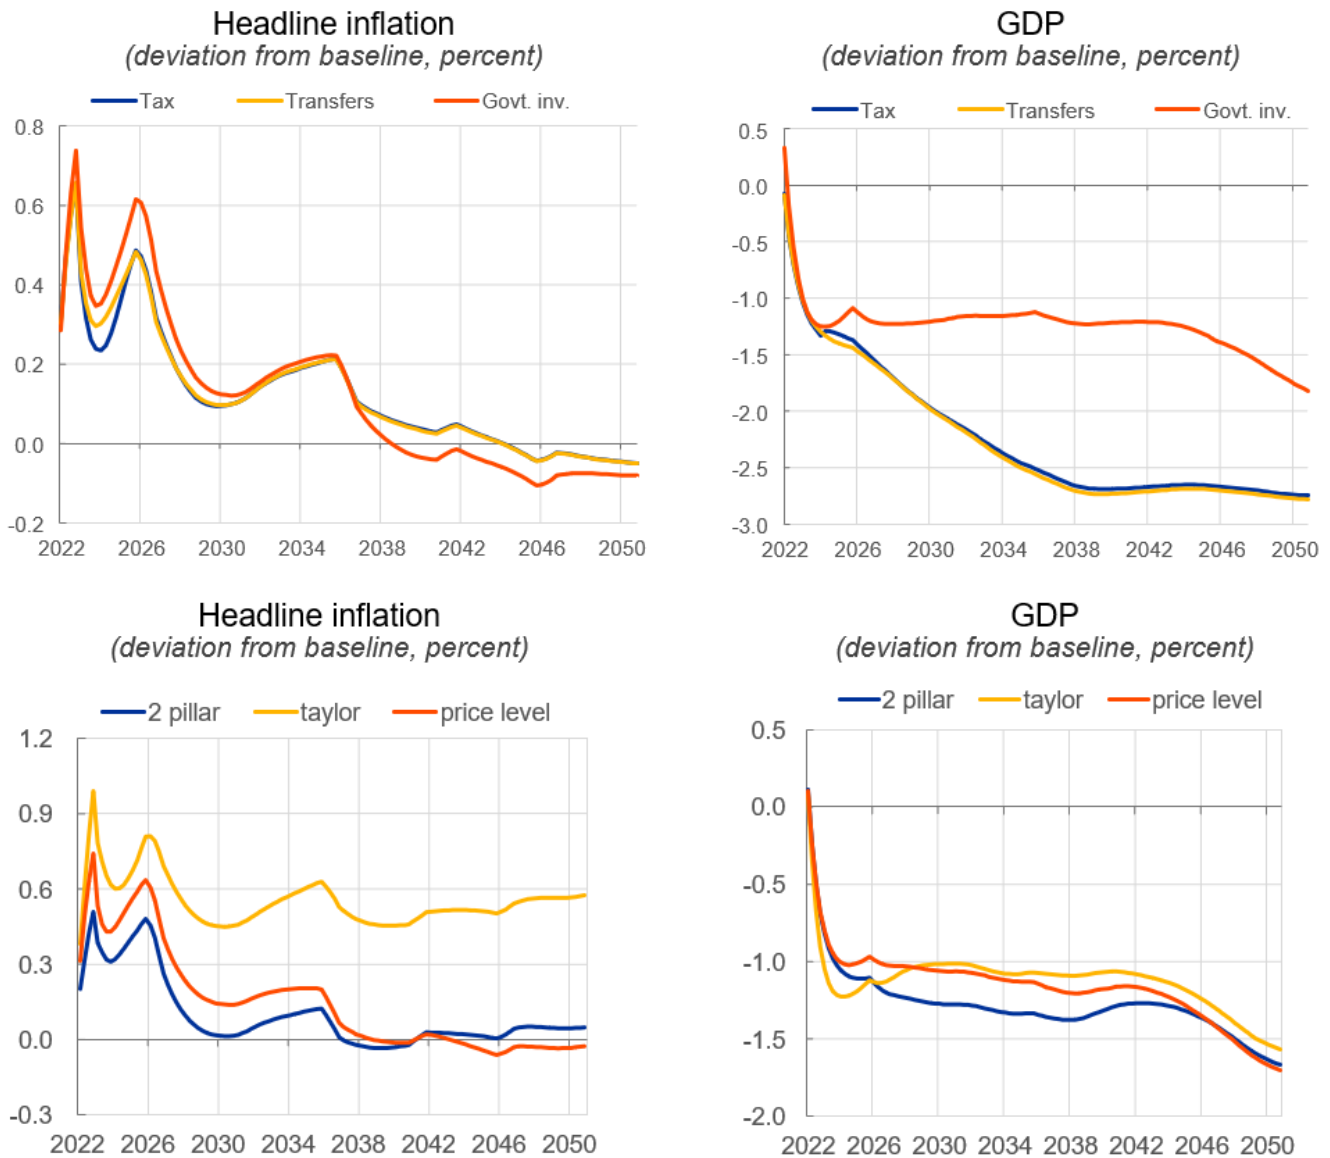 Headline inflation
(deviation from baseline, percent)
Tax Transfers Govt. inv.
0.8
0.6
0.4
0.2
0.0
-0.2
2022 2026 2030 2034 2038 2042 2046 2050
GDP
(deviation from baseline, percent)
Tax Transfers Govt. inv.
0.5
0.0
-0.5
-1.0
-1.5
-2.0
-2.5
-3.0
2022 2026 2030 2034 2038 2042 2046 2050
Headline inflation
(deviation from baseline, percent)
2 pillar taylor price level
1.2
0.9
0.6
0.3
0.0
-0.3
2022 2026 2030 2034 2038 2042 2046 2050
GDP
(deviation from baseline, percent)
2 pillar taylor price level
0.5
0.0
-0.5
-1.0
-1.5
-2.0
2022 2026 2030 2034 2038 2042 2046 2050